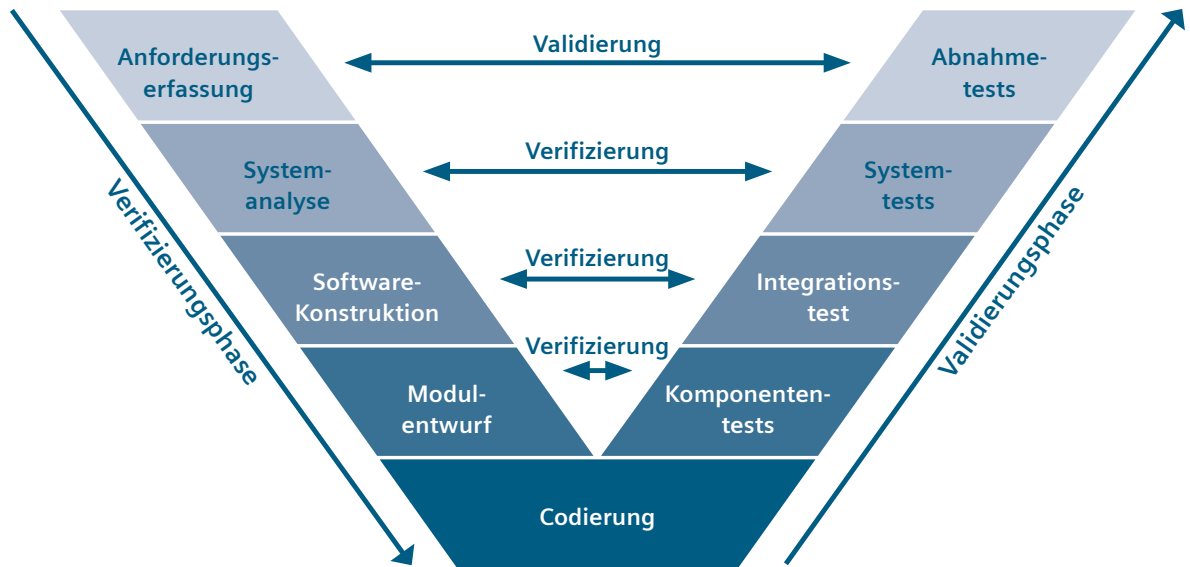 Anforderungs-
erfassung
Validierung
Abnahme-
tests
System-
analyse
Verifizierung
System-
tests
Verifizierungsphase
Validierungsphase
Software-
Konstruktion
Verifizierung
Integrations-
test
Modul-
entwurf
Verifizierung
Komponenten-
tests
Codierung